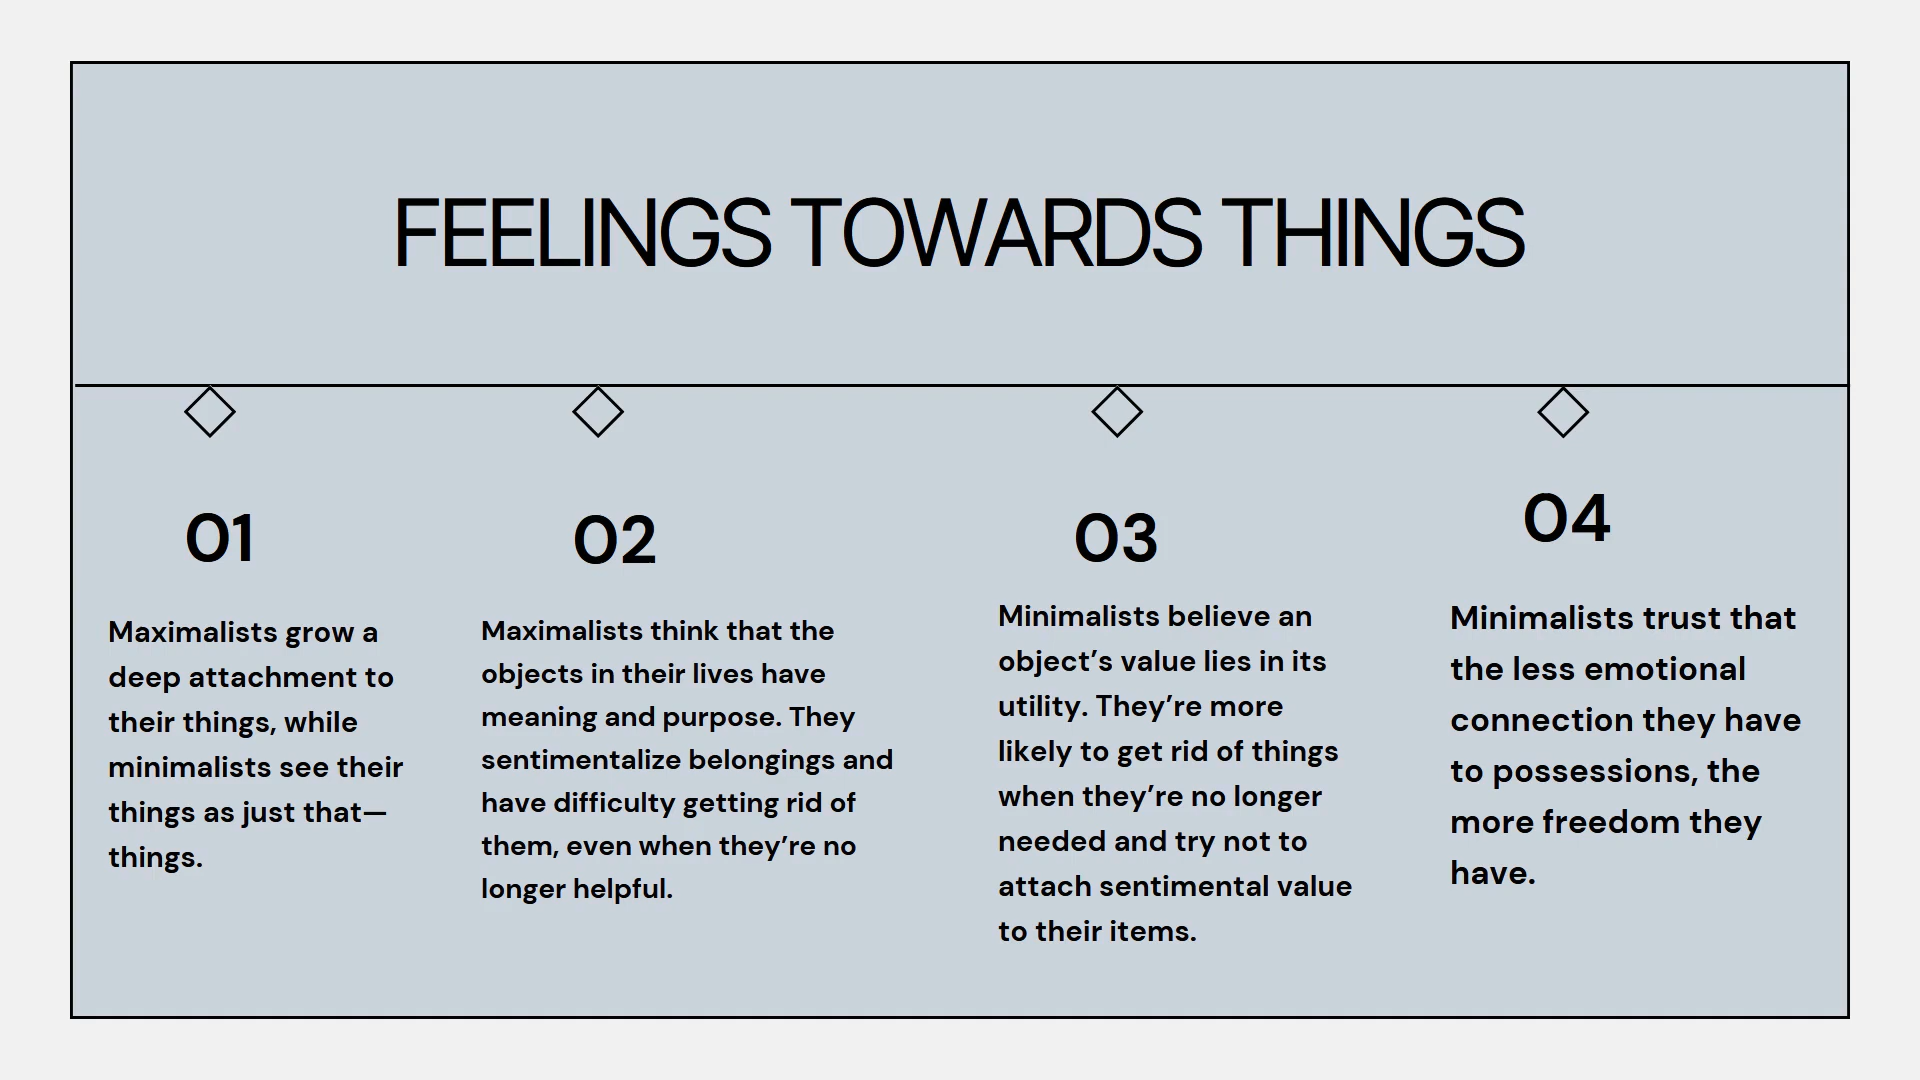 FEELINGS TOWARDS THINGS
01
Maximalists grow a
deep attachment to
their things, while
minimalists see their
things as just that—
things.
02
Maximalists think that the
objects in their lives have
meaning and purpose. They
sentimentalize belongings and
have difficulty getting rid of
them, even when they’re no
longer helpful.
03
Minimalists believe an
object’s value lies in its
utility. They’re more
likely to get rid of things
when they’re no longer
needed and try not to
attach sentimental value
to their items.
04
Minimalists trust that
the less emotional
connection they have
to possessions, the
more freedom they
have.